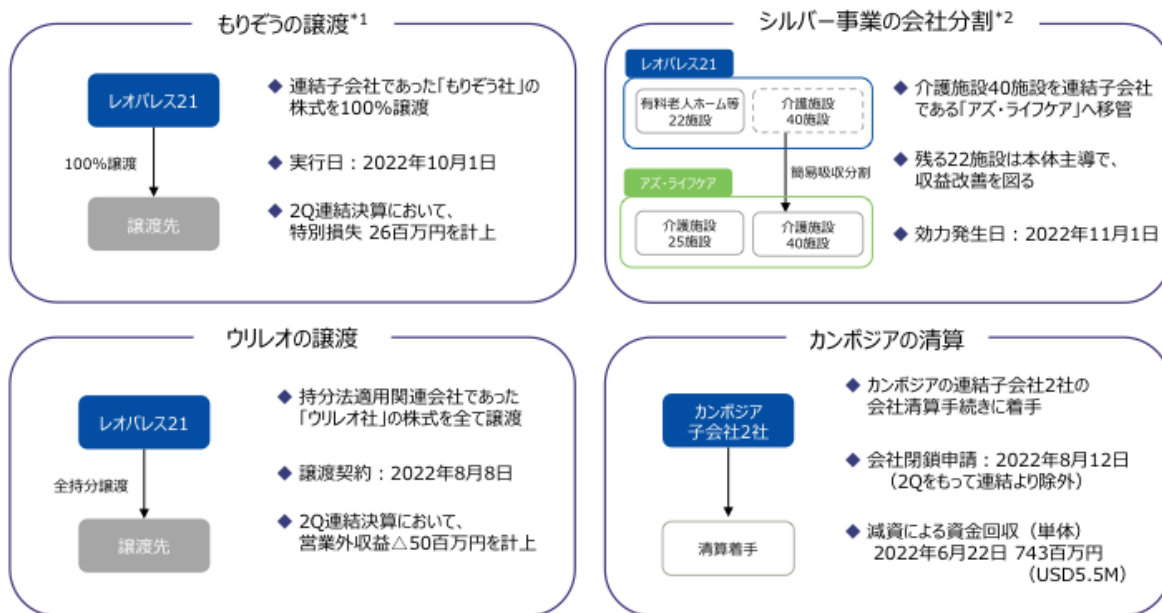 もりぞうの譲渡*1
レオパレス21
100%譲渡
譲渡先
◆ 連結子会社であった「もりぞう社」の
株式を100%譲渡
◆ 実行日：2022年10月1日
◆ 2Q連結決算において、
特別損失 26百万円を計上
シルバー事業の会社分割*2
レオパレス21
有料老人ホーム等
22施設
介護施設
40施設
簡易吸収分割
アズ・ライフケア
介護施設
25施設
介護施設
40施設
◆ 介護施設40施設を連結子会社
である「アズ・ライフケア」へ移管
◆ 残る22施設は本体主導で、
収益改善を図る
◆ 効力発生日：2022年11月1日
ウリレオの譲渡
レオパレス21
全持分譲渡
譲渡先
◆ 持分法適用関連会社であった
「ウリレオ社」の株式を全て譲渡
◆ 譲渡契約：2022年8月8日
◆ 2Q連結決算において、
営業外収益△50百万円を計上
カンボジアの清算
カンボジア
子会社2社
清算着手
◆ カンボジアの連結子会社2社の
会社清算手続きに着手
◆ 会社閉鎖申請：2022年8月12日
（2Qをもって連結より除外）
◆ 減資による資金回収（単体）
2022年6月22日 743百万円
（USD5.5M）